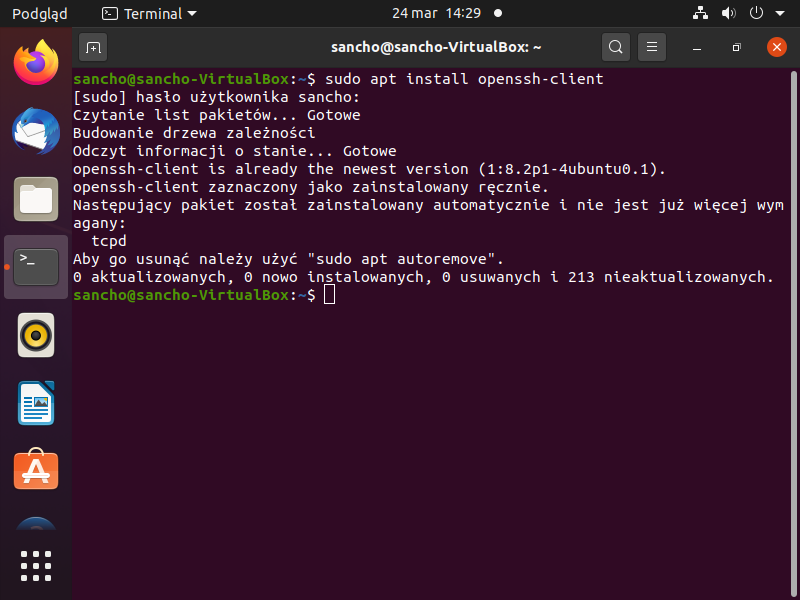 Podgląd
Terminal
24 mar 14:29
sancho@sancho-VirtualBox: ~
sancho@sancho-VirtualBox:~$ sudo apt install openssh-client
[sudo] hasło użytkownika sancho:
Czytanie list pakietów... Gotowe
Budowanie drzewa zależności
Odczyt informacji o stanie... Gotowe
openssh-client is already the newest version (1:8.2p1-4ubuntu0.1).
openssh-client zaznaczony jako zainstalowany ręcznie.
Następujący pakiet został zainstalowany automatycznie i nie jest już więcej wym
agany:
  tcpd
Aby go usunąć należy użyć "sudo apt autoremove".
0 aktualizowanych, 0 nowo instalowanych, 0 usuwanych i 213 nieaktualizowanych.
sancho@sancho-VirtualBox:~$